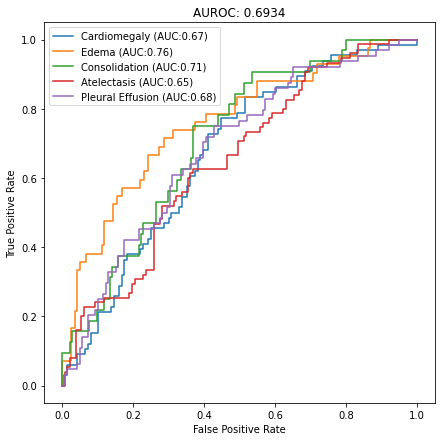 AUROC: 0.6934
Cardiomegaly (AUC:0.67)
Edema (AUC:0.76)
Consolidation (AUC:0.71)
Atelectasis (AUC:0.65)
Pleural Effusion (AUC:0.68)
True Positive Rate
1.0
0.8
0.6
0.4
0.2
0.0
0.0 0.2 0.4 0.6 0.8 1.0
False Positive Rate